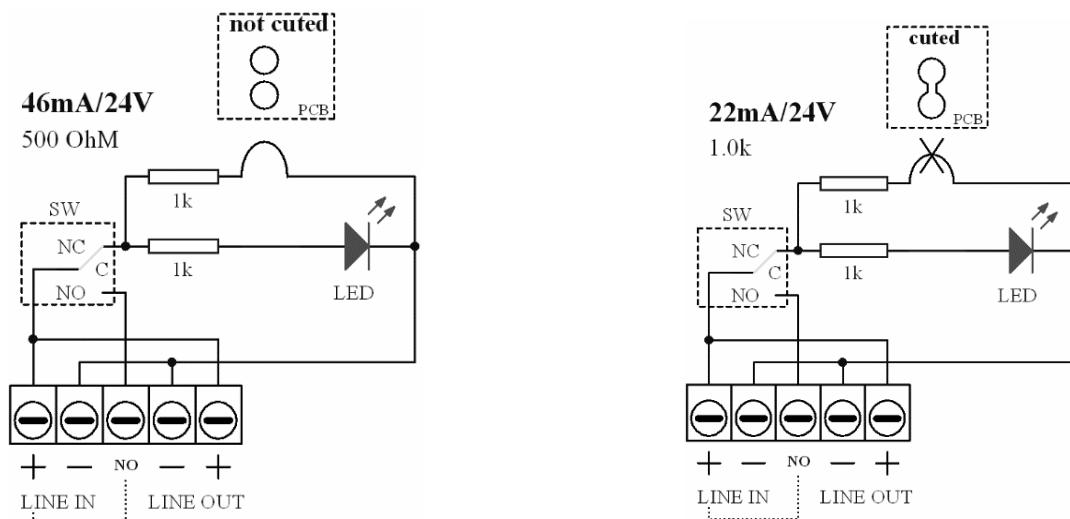 not cuted
PCB
46mA/24V
500 OhM
1k
SW
NC
C
1k
NO
LED
+ − NO − +
LINE IN LINE OUT
cuted
PCB
22mA/24V
1.0k
1k
SW
NC
C
1k
NO
LED
+ − NO − +
LINE IN LINE OUT